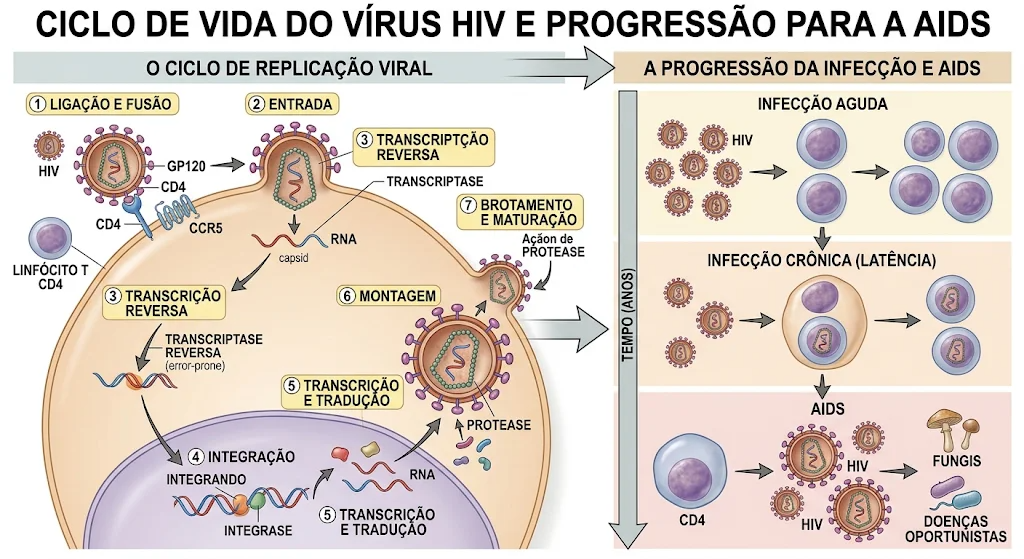 CICLO DE VIDA DO VÍRUS HIV E PROGRESSÃO PARA A AIDS
O CICLO DE REPLICAÇÃO VIRAL
1 LIGAÇÃO E FUSÃO
2 ENTRADA
3 TRANSCRIPTÇÃO
REVERSA
HIV
GP120
CD4
TRANSCRIPTASE
CD4
CCR5
LINFÓCITO T
CD4
RNA
capsid
7 BROTAMENTO
E MATURAÇÃO
Açãon de
PROTEASE
3 TRANSCRIÇÃO
REVERSA
6 MONTAGEM
TRANSCRIPTASE
REVERSA
(error-prone)
5 TRANSCRIÇÃO
E TRADUÇÃO
PROTEASE
4 INTEGRAÇÃO
INTEGRANDO
RNA
INTEGRASE
5 TRANSCRIÇÃO
E TRADUÇÃO
A PROGRESSÃO DA INFECÇÃO E AIDS
TEMPO (ANOS)
INFECÇÃO AGUDA
HIV
INFECÇÃO CRÔNICA (LATÊNCIA)
AIDS
CD4
HIV
HIV
FUNGIS
DOENÇAS
OPORTUNISTAS